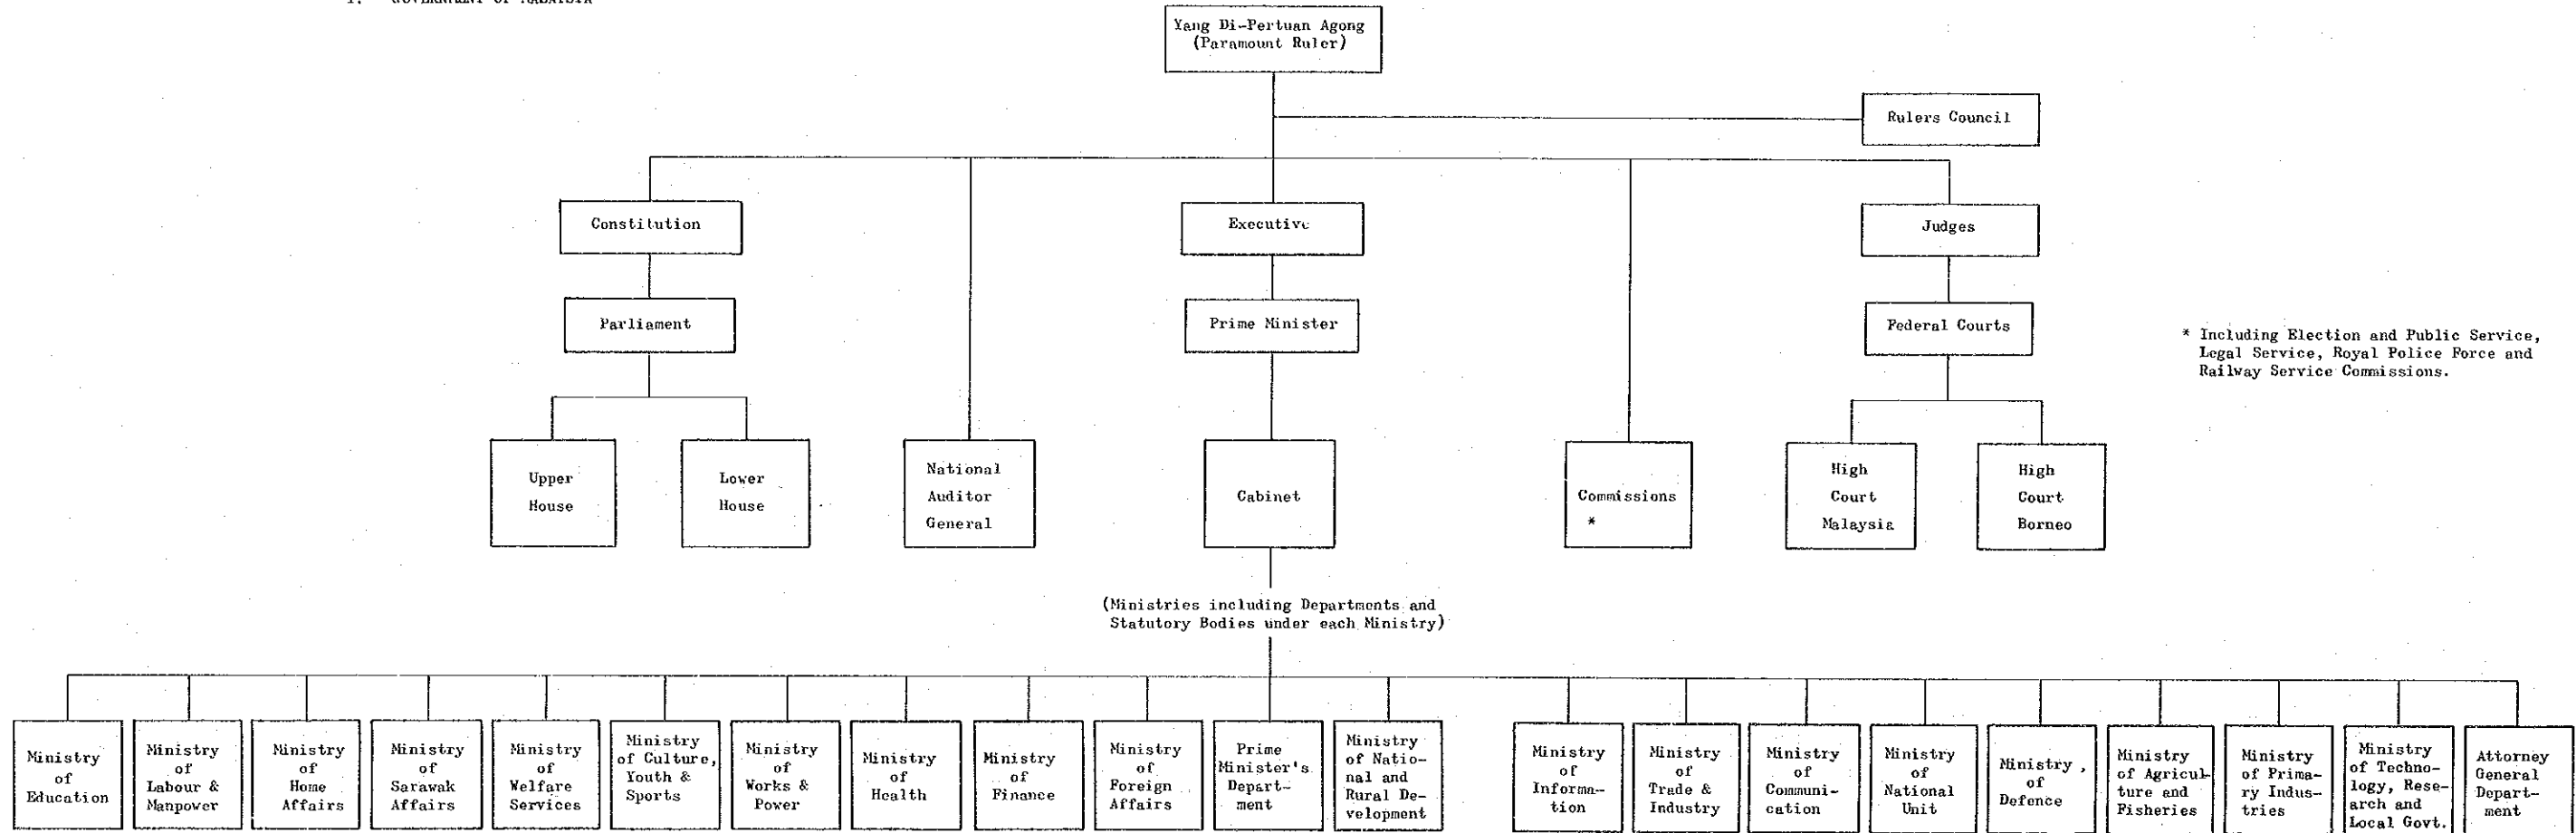 1. GOVERNMENT OF MALAYSIA
Yang Di-Pertuan Agong
(Paramount Ruler)
Rulers Council
Constitution
Executive
Judges
Parliament
Prime Minister
Federal Courts
* Including Election and Public Service,
Legal Service, Royal Police Force and
Railway Service Commissions.
Upper
House
Lower
House
National
Auditor
General
Cabinet
Commissions
*
High
Court
Malaysia
High
Court
Borneo
(Ministries including Departments and
Statutory Bodies under each Ministry)
Ministry
of
Education
Ministry
of
Labour &
Manpower
Ministry
of
Home
Affairs
Ministry
of
Sarawak
Affairs
Ministry
of
Welfare
Services
Ministry
of Culture,
Youth &
Sports
Ministry
of
Works &
Power
Ministry
of
Health
Ministry
of
Finance
Ministry
of
Foreign
Affairs
Prime
Minister's
Depart-
ment
Ministry
of Natio-
nal and
Rural De-
velopment
Ministry
of
Informa-
tion
Ministry
of
Trade &
Industry
Ministry
of
Communi-
cation
Ministry
of
National
Unit
Ministry
of
Defence
Ministry
of Agricul-
ture and
Fisheries
Ministry
of Prima-
ry Indus-
tries
Ministry
of Techno-
logy, Rese-
arch and
Local Govt.
Attorney
General
Depart-
ment